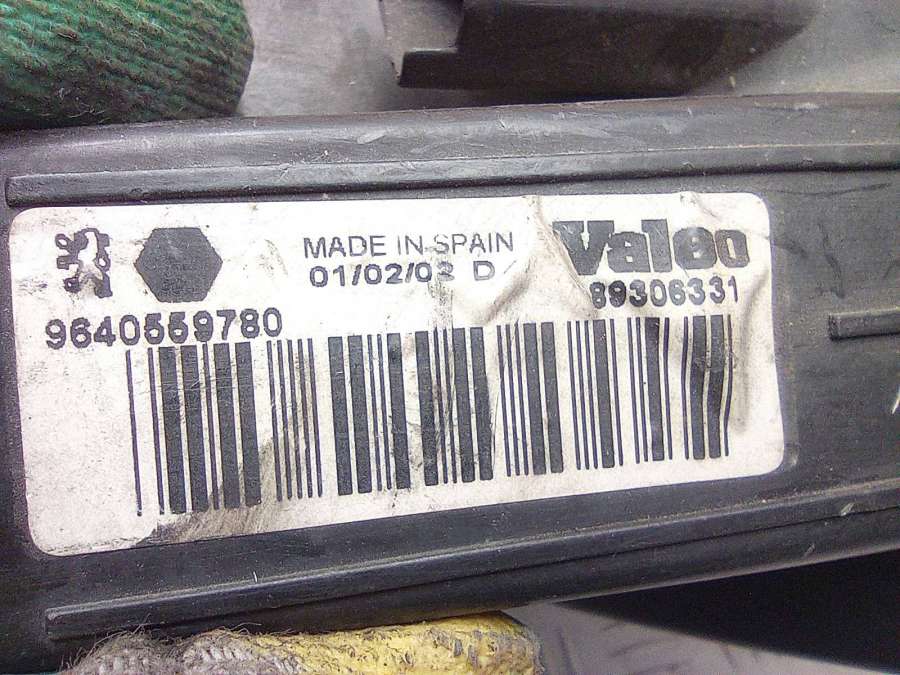 MADE IN SPAIN
01/02/02 D
Valeo
89306331
9640559780